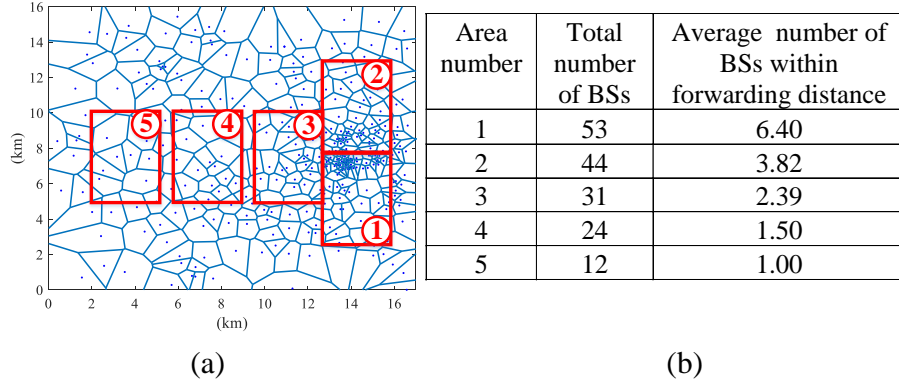 16
14
12
10
8
6
4
2
0
(km)
0 2 4 6 8 10 12 14 16
(km)
2
5 4 3
1
(a)
Area number Total number of BSs Average number of BSs within forwarding distance
1 53 6.40
2 44 3.82
3 31 2.39
4 24 1.50
5 12 1.00
(b)